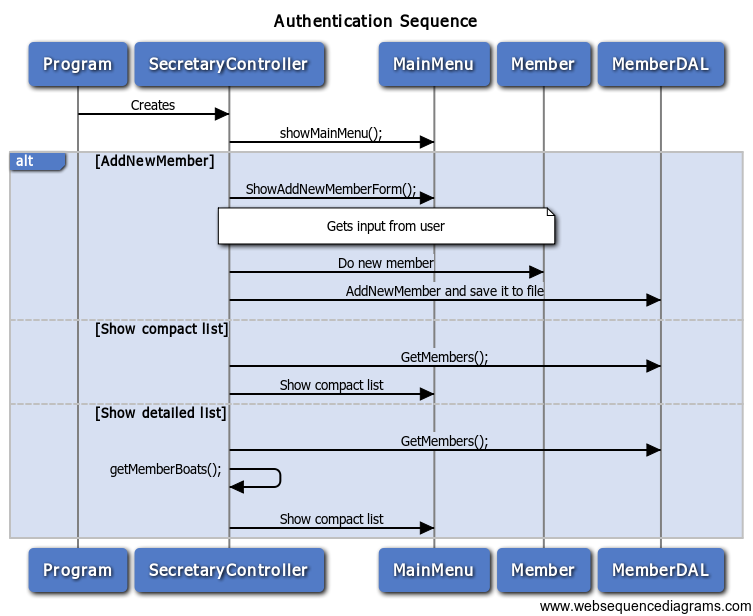 Authentication Sequence
Program SecretaryController MainMenu Member MemberDAL
Creates
showMainMenu();
alt [AddNewMember]
ShowAddNewMemberForm();
Gets input from user
Do new member
AddNewMember and save it to file
[Show compact list]
GetMembers();
Show compact list
[Show detailed list]
GetMembers();
getMemberBoats();
Show compact list
Program SecretaryController MainMenu Member MemberDAL
www.websequencediagrams.com